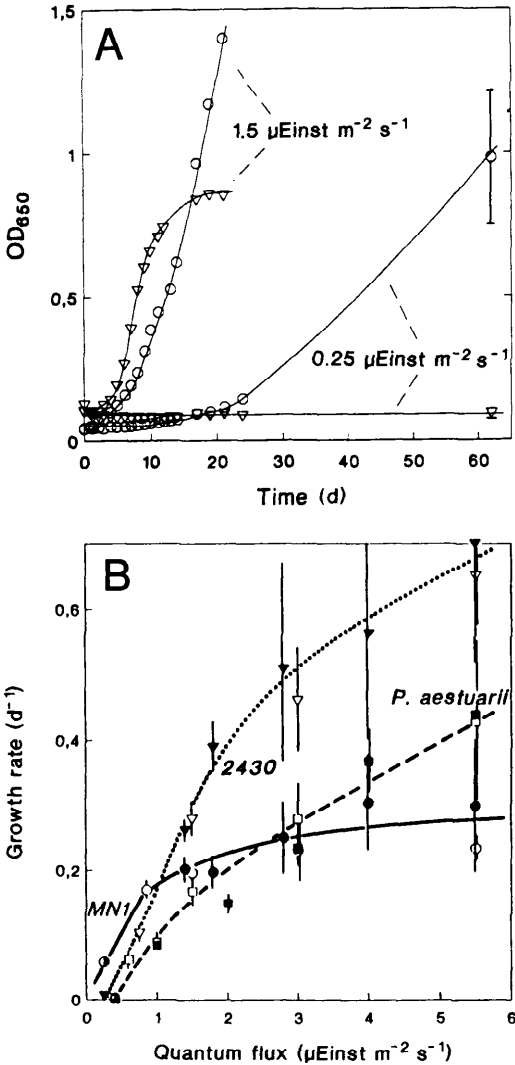 A
1,5
1
0,5
0
OD650
1.5 µEinst m⁻² s⁻¹
0.25 µEinst m⁻² s⁻¹
0 10 20 30 40 50 60
Time (d)
B
0,6
0,4
0,2
0
Growth rate (d⁻¹)
P. aestuarii
2430
MN1
0 1 2 3 4 5 6
Quantum flux (µEinst m⁻² s⁻¹)